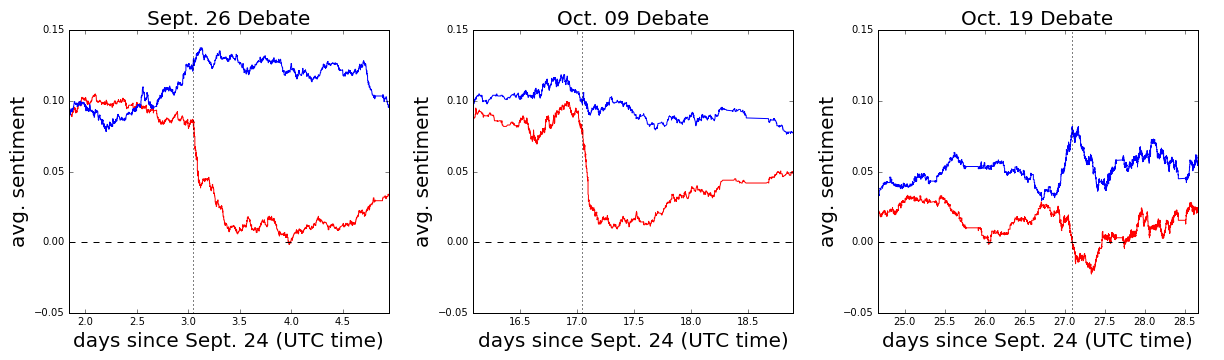 Sept. 26 Debate
0.15
0.10
0.05
0.00
−0.05
avg. sentiment
2.0 2.5 3.0 3.5 4.0 4.5
days since Sept. 24 (UTC time)
Oct. 09 Debate
0.15
0.10
0.05
0.00
−0.05
avg. sentiment
16.5 17.0 17.5 18.0 18.5
days since Sept. 24 (UTC time)
Oct. 19 Debate
0.15
0.10
0.05
0.00
−0.05
avg. sentiment
25.0 25.5 26.0 26.5 27.0 27.5 28.0 28.5
days since Sept. 24 (UTC time)